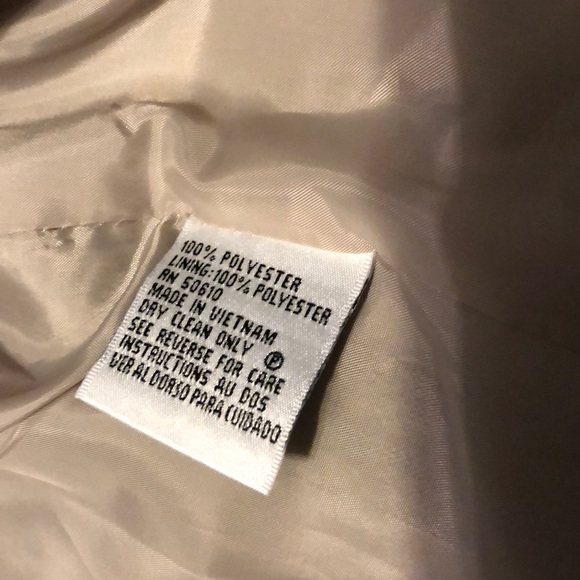 100% POLYESTER
LINING:100% POLYESTER
RN 50610
MADE IN VIETNAM
DRY CLEAN ONLY Ⓟ
SEE REVERSE FOR CARE
INSTRUCTIONS AU DOS
VER AL DORSO PARA CUIDADO